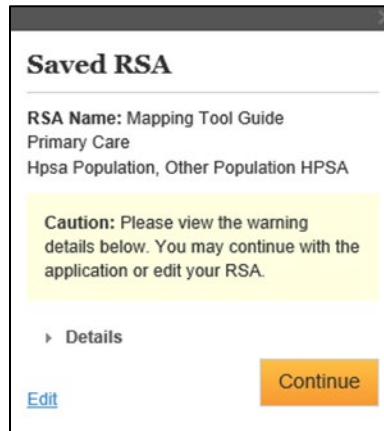 Saved RSA
RSA Name: Mapping Tool Guide
Primary Care
Hpsa Population, Other Population HPSA
Caution: Please view the warning
details below. You may continue with the
application or edit your RSA.
Details
Continue
Edit